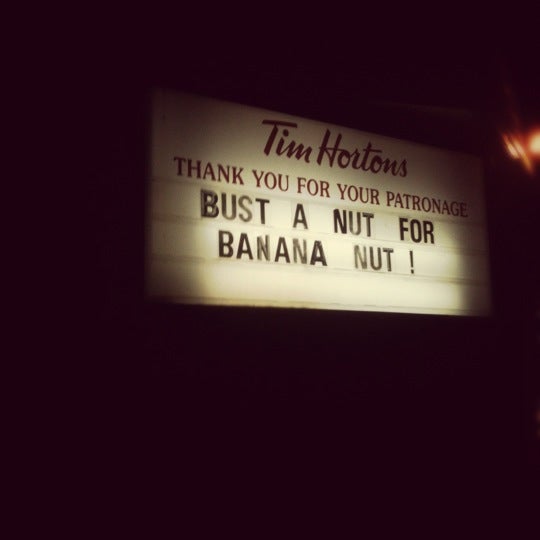 Tim Hortons
THANK YOU FOR YOUR PATRONAGE
BUST A NUT FOR
BANANA NUT !